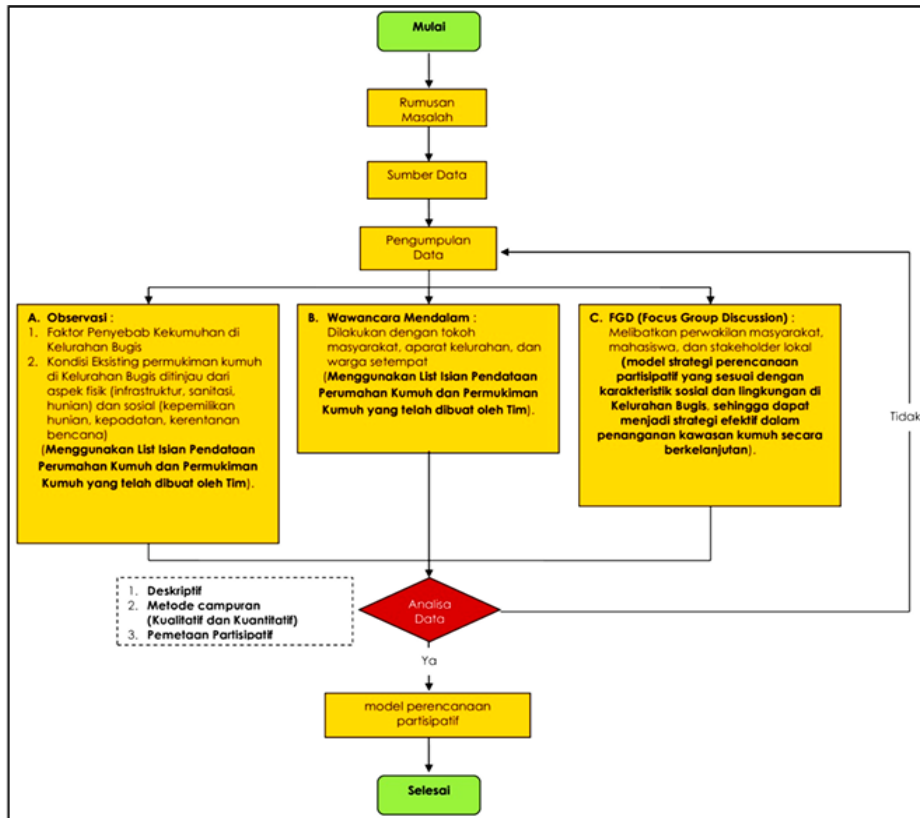 Mulai
Rumusan
Masalah
Sumber Data
Pengumpulan
Data
A. Observasi :
1. Faktor Penyebab Kekumuhan di
Kelurahan Bugis
2. Kondisi Eksisting permukiman kumuh
di Kelurahan Bugis ditinjau dari
aspek fisik (infrastruktur, sanitasi,
hunian) dan sosial (kepemilikan
hunian, kepadatan, kerentanan
bencana)
(Menggunakan List Isian Pendataan
Perumahan Kumuh dan Permukiman
Kumuh yang telah dibuat oleh Tim).
B. Wawancara Mendalam :
Dilakukan dengan tokoh
masyarakat, aparat kelurahan, dan
warga setempat
(Menggunakan List Isian Pendataan
Perumahan Kumuh dan Permukiman
Kumuh yang telah dibuat oleh Tim).
C. FGD (Focus Group Discussion) :
Melibatkan perwakilan masyarakat,
mahasiswa, dan stakeholder lokal
(model strategi perencanaan
partisipatif yang sesuai dengan
karakteristik sosial dan lingkungan di
Kelurahan Bugis, sehingga dapat
menjadi strategi efektif dalam
penanganan kawasan kumuh secara
berkelanjutan).
Tidak
1. Deskriptif
2. Metode campuran
(Kualitatif dan Kuantitatif)
3. Pemetaan Partisipatif
Analisa
Data
Ya
model perencanaan
partisipatif
Selesai